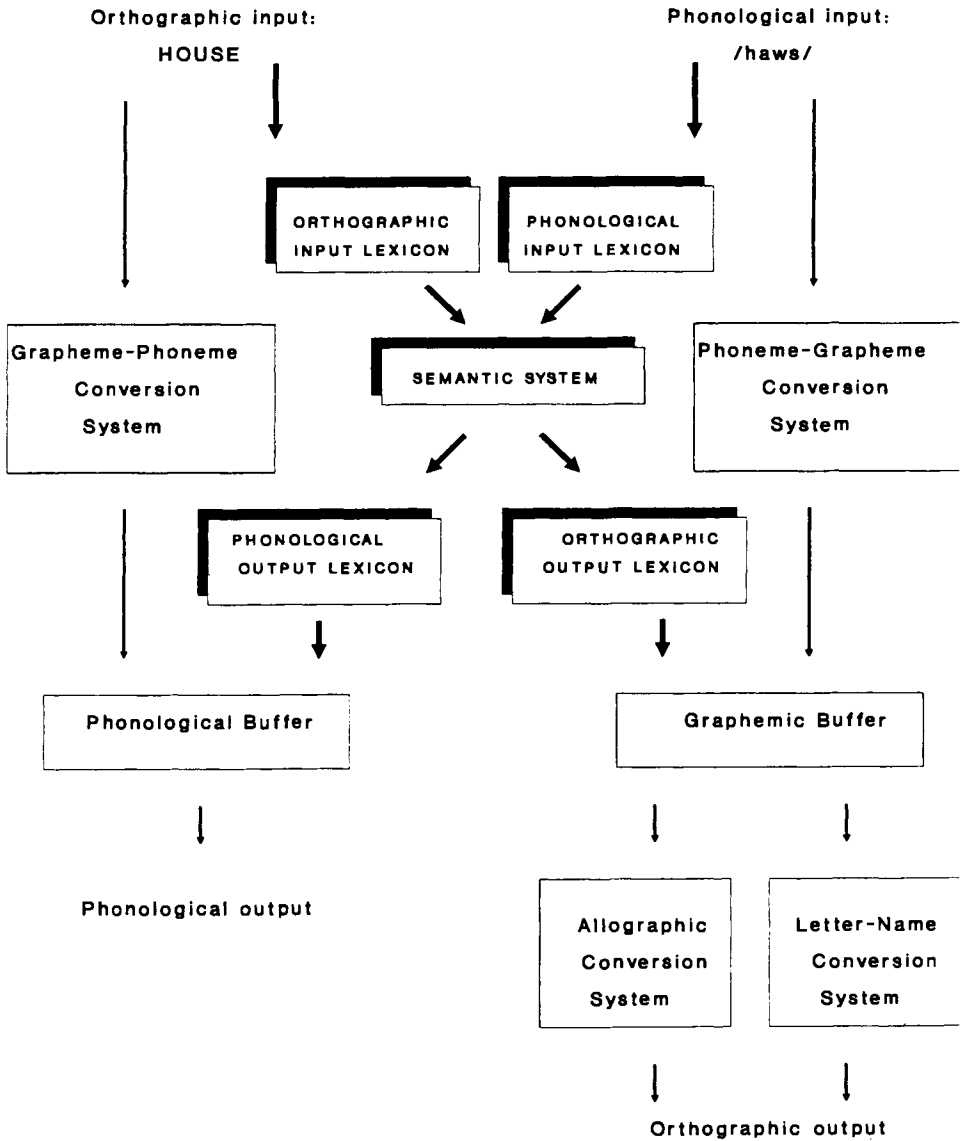 Orthographic input:
HOUSE
Phonological input:
/haws/
ORTHOGRAPHIC
INPUT LEXICON
PHONOLOGICAL
INPUT LEXICON
Grapheme-Phoneme
Conversion
System
SEMANTIC SYSTEM
Phoneme-Grapheme
Conversion
System
PHONOLOGICAL
OUTPUT LEXICON
ORTHOGRAPHIC
OUTPUT LEXICON
Phonological Buffer
Graphemic Buffer
Phonological output
Allographic
Conversion
System
Letter-Name
Conversion
System
Orthographic output